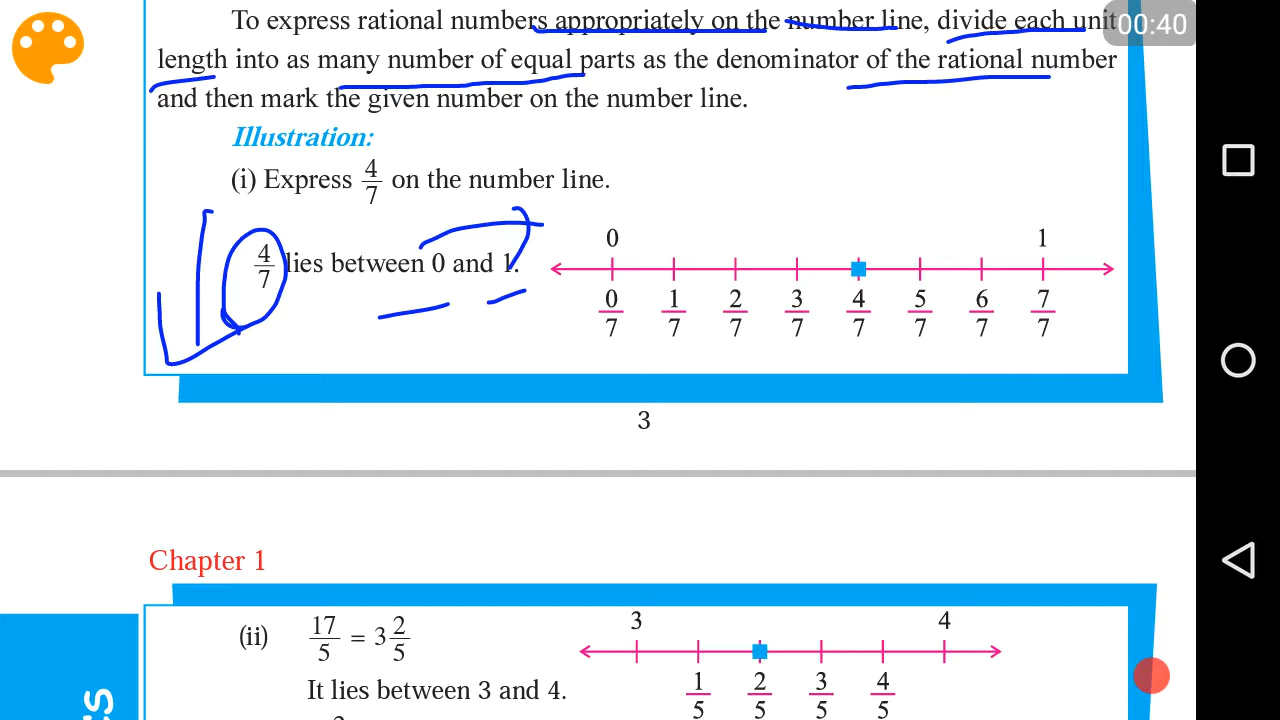 00:40
To express rational numbers appropriately on the number line, divide each unit
length into as many number of equal parts as the denominator of the rational number
and then mark the given number on the number line.
Illustration:
(i) Express 4/7 on the number line.
4/7 lies between 0 and 1.
0 1
0/7 1/7 2/7 3/7 4/7 5/7 6/7 7/7
3
Chapter 1
(ii) 17/5 = 3 2/5
3 4
It lies between 3 and 4.
1/5 2/5 3/5 4/5